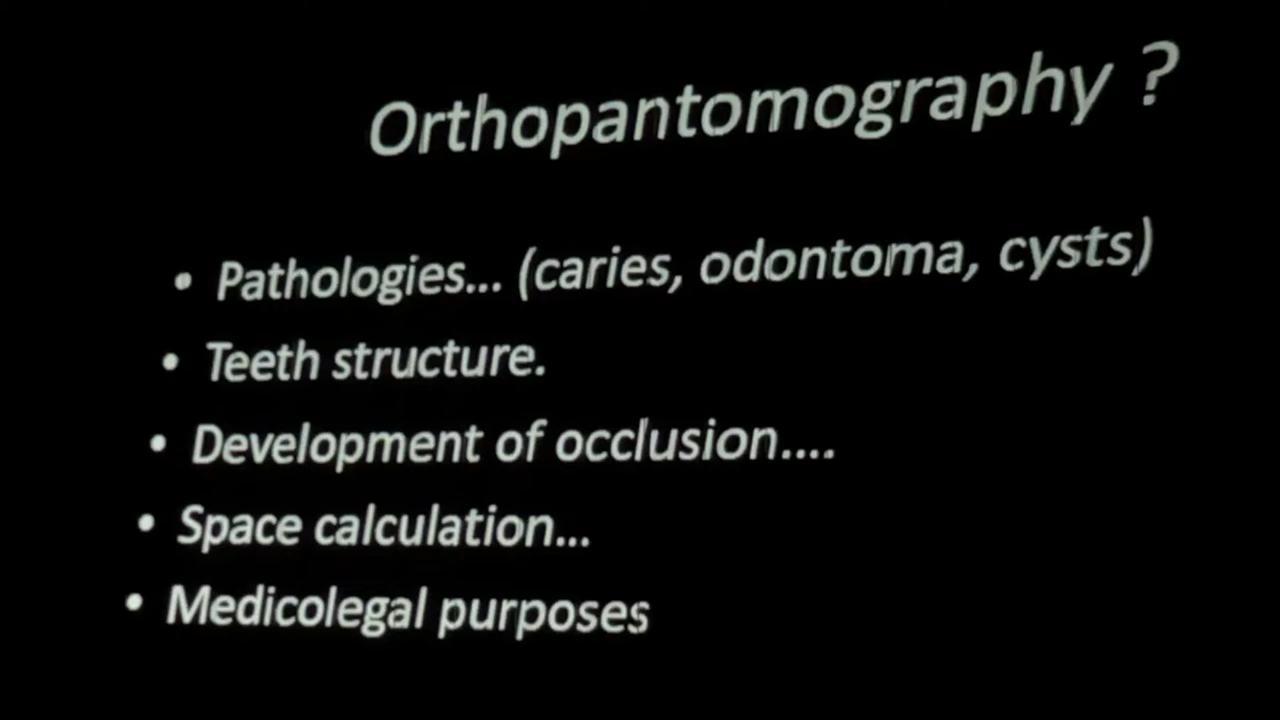 Orthopantomography ?
• Pathologies... (caries, odontoma, cysts)
• Teeth structure.
• Development of occlusion....
• Space calculation...
• Medicolegal purposes